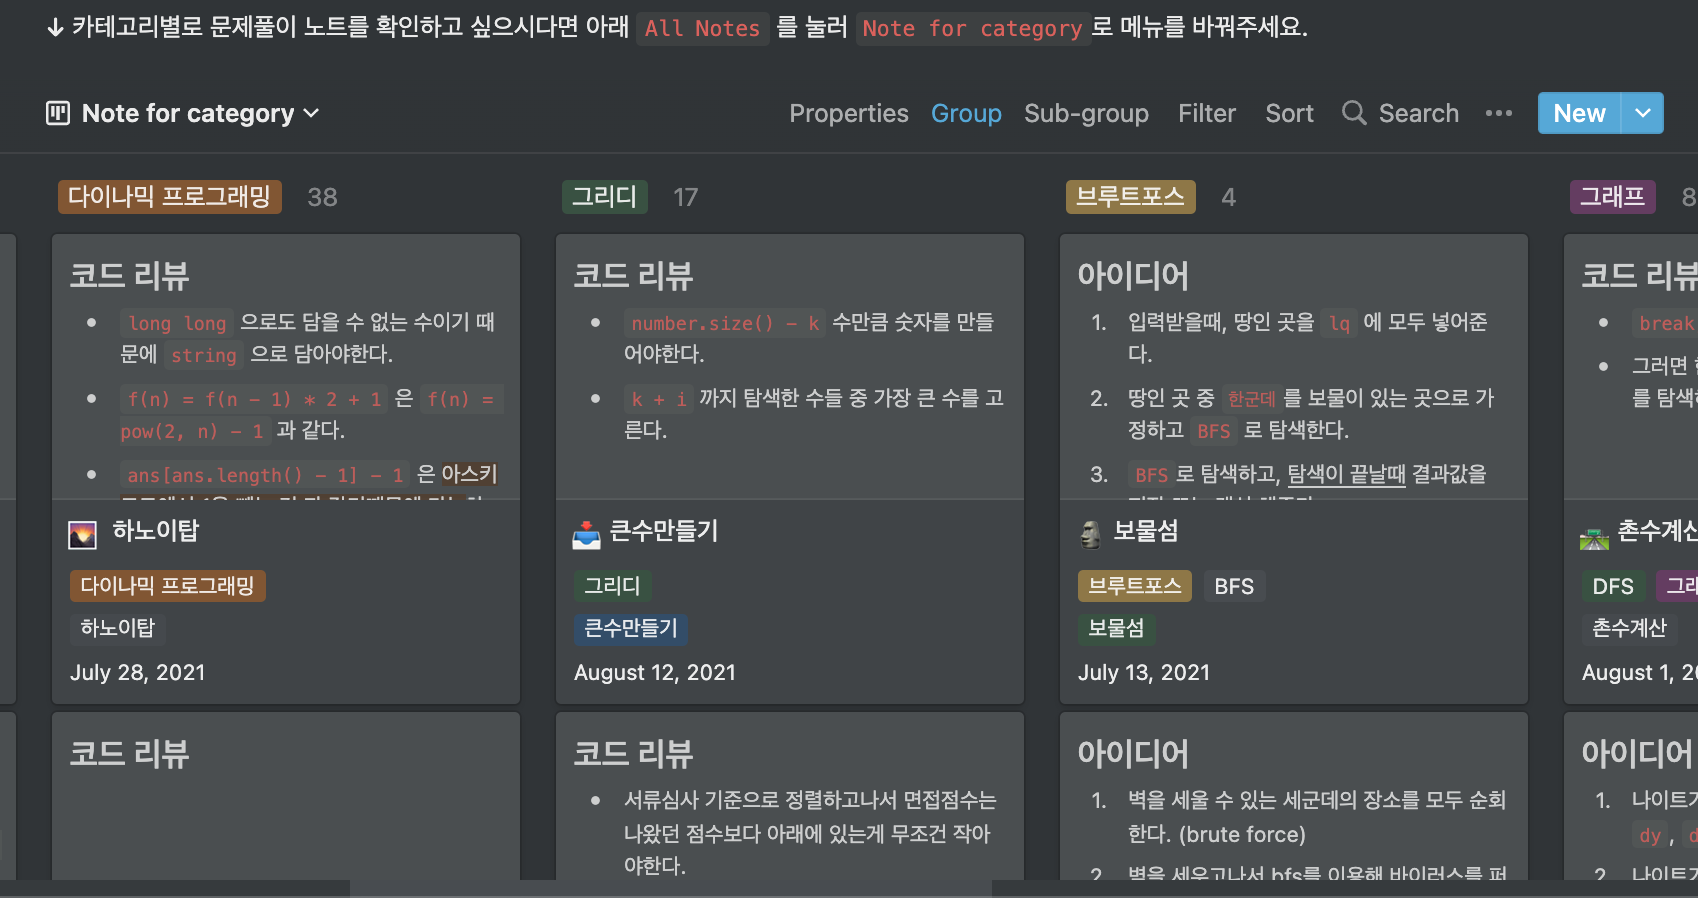 ↓ 카테고리별로 문제풀이 노트를 확인하고 싶으시다면 아래 All Notes 를 눌러 Note for category 로 메뉴를 바꿔주세요.
Note for category
Properties Group Sub-group Filter Sort Search ••• New
다이나믹 프로그래밍 38
코드 리뷰
• long long 으로도 담을 수 없는 수이기 때
문에 string 으로 담아야한다.
• f(n) = f(n - 1) * 2 + 1 은 f(n) =
pow(2, n) - 1 과 같다.
• ans[ans.length() - 1] - 1 은 아스키
하노이탑
다이나믹 프로그래밍
하노이탑
July 28, 2021
코드 리뷰
그리디 17
코드 리뷰
• number.size() - k 수만큼 숫자를 만들
어야한다.
• k + i 까지 탐색한 수들 중 가장 큰 수를 고
른다.
큰수만들기
그리디
큰수만들기
August 12, 2021
코드 리뷰
• 서류심사 기준으로 정렬하고나서 면접점수는
나왔던 점수보다 아래에 있는게 무조건 작아
야한다.
브루트포스 4
아이디어
1. 입력받을때, 땅인 곳을 lq 에 모두 넣어준
다.
2. 땅인 곳 중 한군데 를 보물이 있는 곳으로 가
정하고 BFS 로 탐색한다.
3. BFS 로 탐색하고, 탐색이 끝날때 결과값을
보물섬
브루트포스 BFS
보물섬
July 13, 2021
아이디어
1. 벽을 세울 수 있는 세군데의 장소를 모두 순회
한다. (brute force)
2. 벽을 세우고나서 bfs를 이용해 바이러스를 퍼
그래프 8
코드 리뷰
• break
• 그러면
를 탐색
촌수계산
DFS 그래
촌수계산
August 1, 20
아이디어
1. 나이트가
dy , d
2. 나이트가